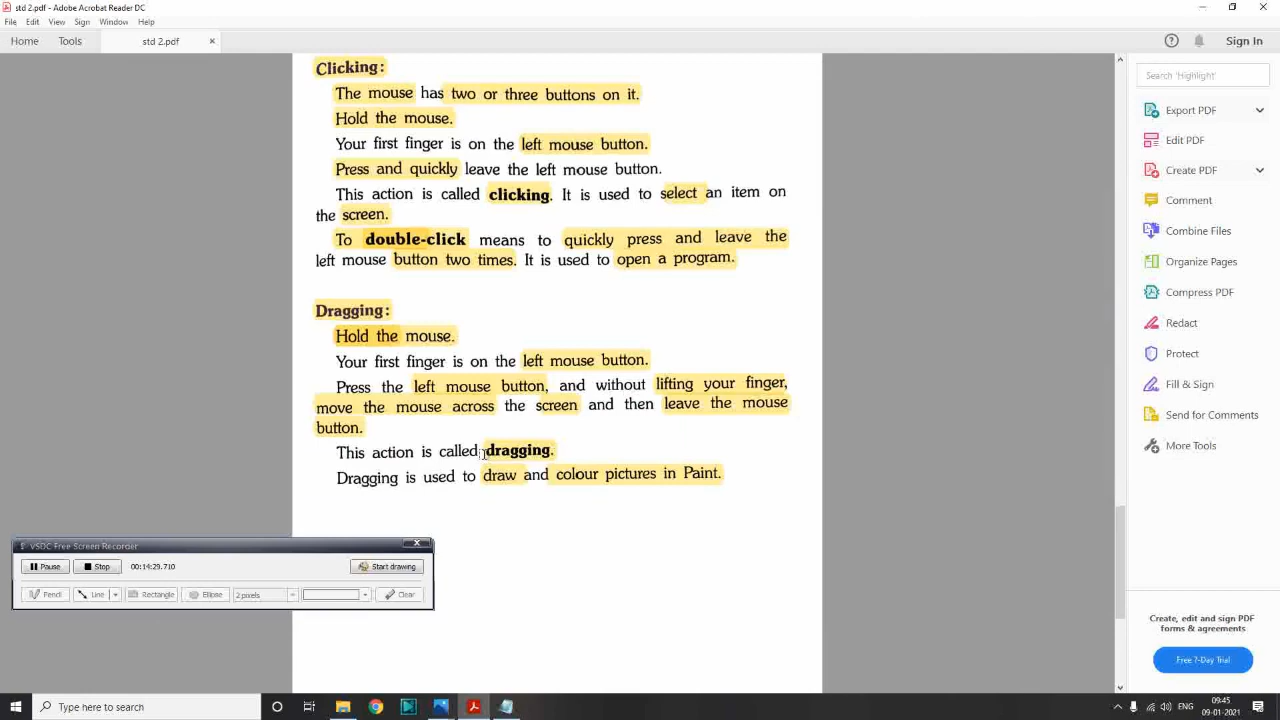 std 2.pdf - Adobe Acrobat Reader DC
File Edit View Sign Window Help
Home Tools std 2.pdf × Sign In
Clicking:
The mouse has two or three buttons on it.
Hold the mouse.
Your first finger is on the left mouse button.
Press and quickly leave the left mouse button.
This action is called clicking. It is used to select an item on
the screen.
To double-click means to quickly press and leave the
left mouse button two times. It is used to open a program.
Dragging:
Hold the mouse.
Your first finger is on the left mouse button.
Press the left mouse button, and without lifting your finger,
move the mouse across the screen and then leave the mouse
button.
This action is called dragging.
Dragging is used to draw and colour pictures in Paint.
Search 'Highlight'
Export PDF
Edit PDF
Create PDF
Comment
Combine Files
Organize Pages
Compress PDF
Redact
Protect
Fill & Sign
Send for Comments
More Tools
Create, edit and sign PDF
forms & agreements
Free 7-Day Trial
VSDC Free Screen Recorder
Pause Stop 00:14:29.710 Start drawing
Pencil Line Rectangle Ellipse 2 pixels Clear
Type here to search
ENG
09:45
09-01-2021